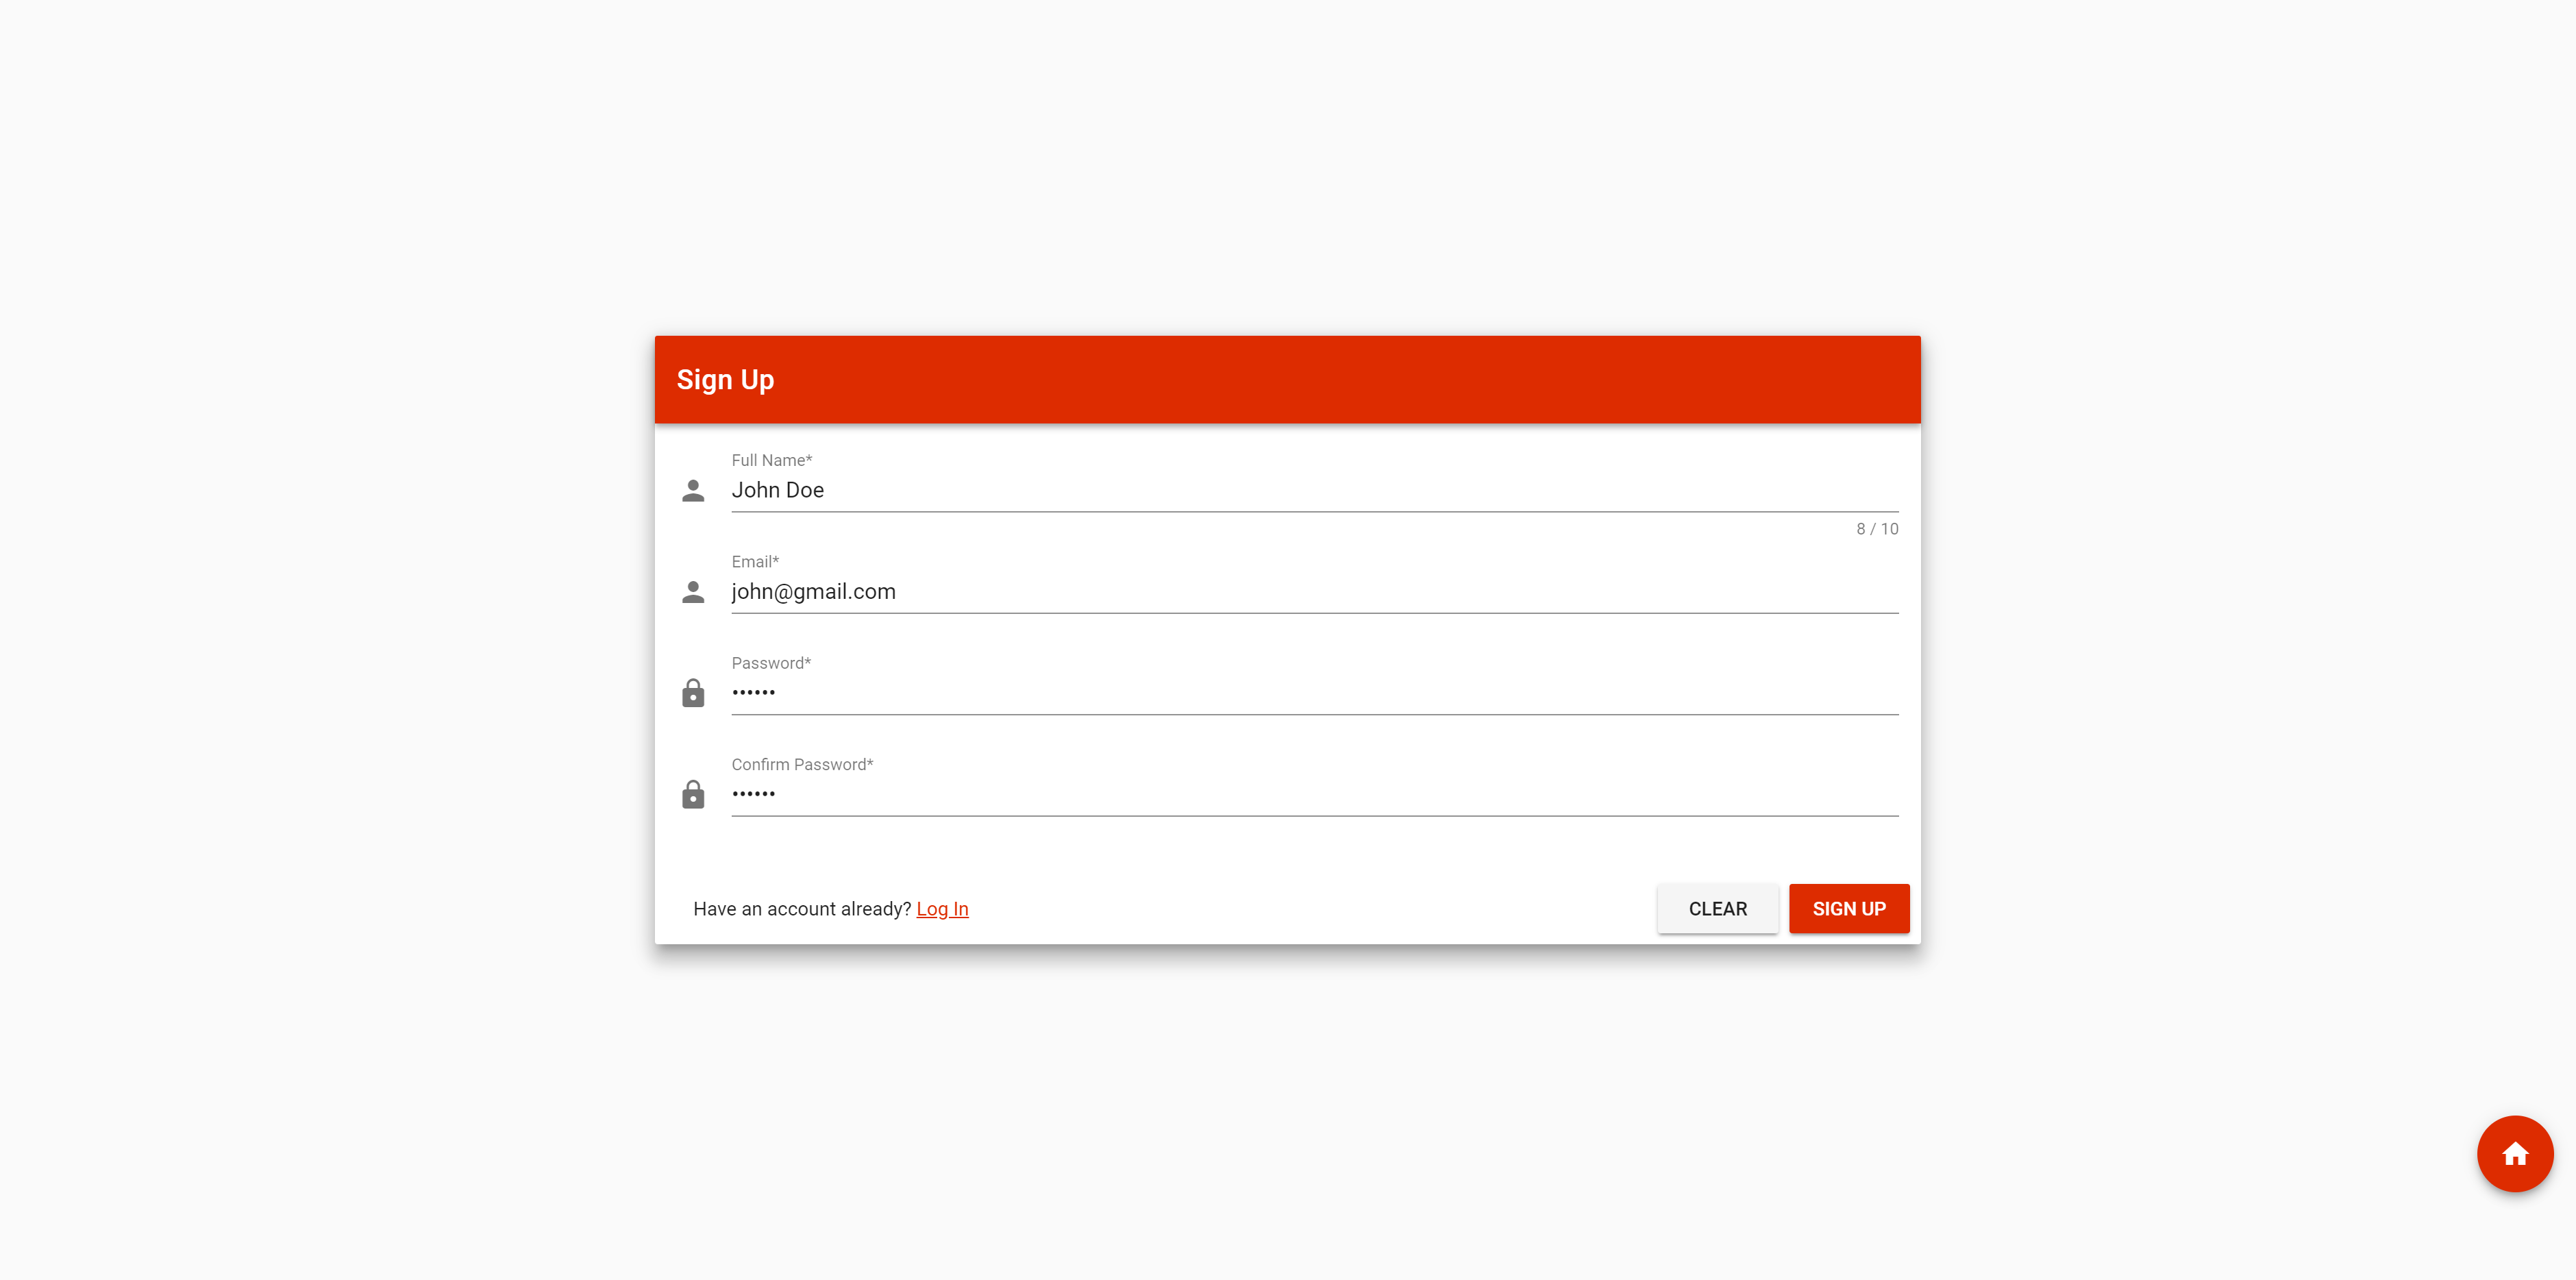 Sign Up
Full Name*
John Doe
8 / 10
Email*
john@gmail.com
Password*
••••••
Confirm Password*
••••••
Have an account already? Log In
CLEAR
SIGN UP